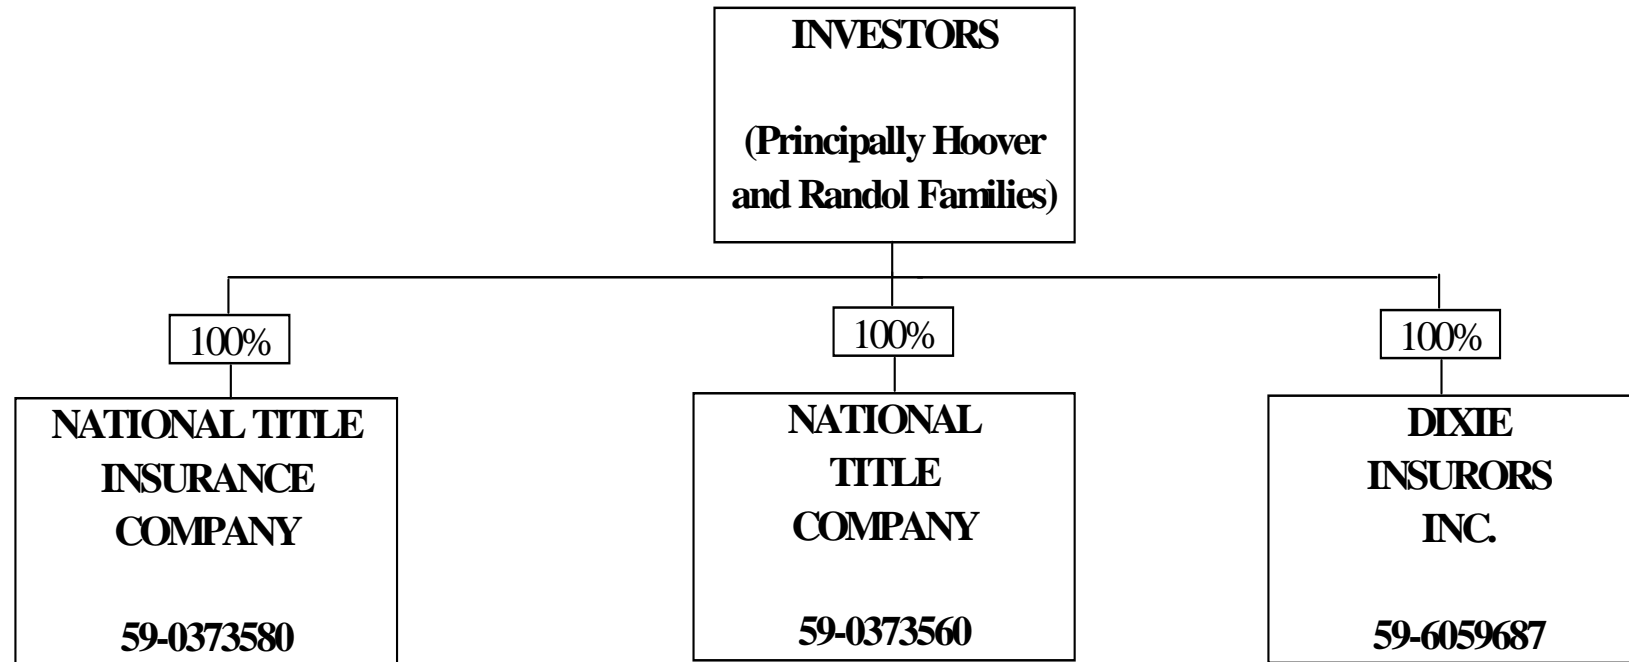 INVESTORS
(Principally Hoover
and Randol Families)
100%
100%
100%
NATIONAL TITLE
INSURANCE
COMPANY
59-0373580
NATIONAL
TITLE
COMPANY
59-0373560
DIXIE
INSURORS
INC.
59-6059687